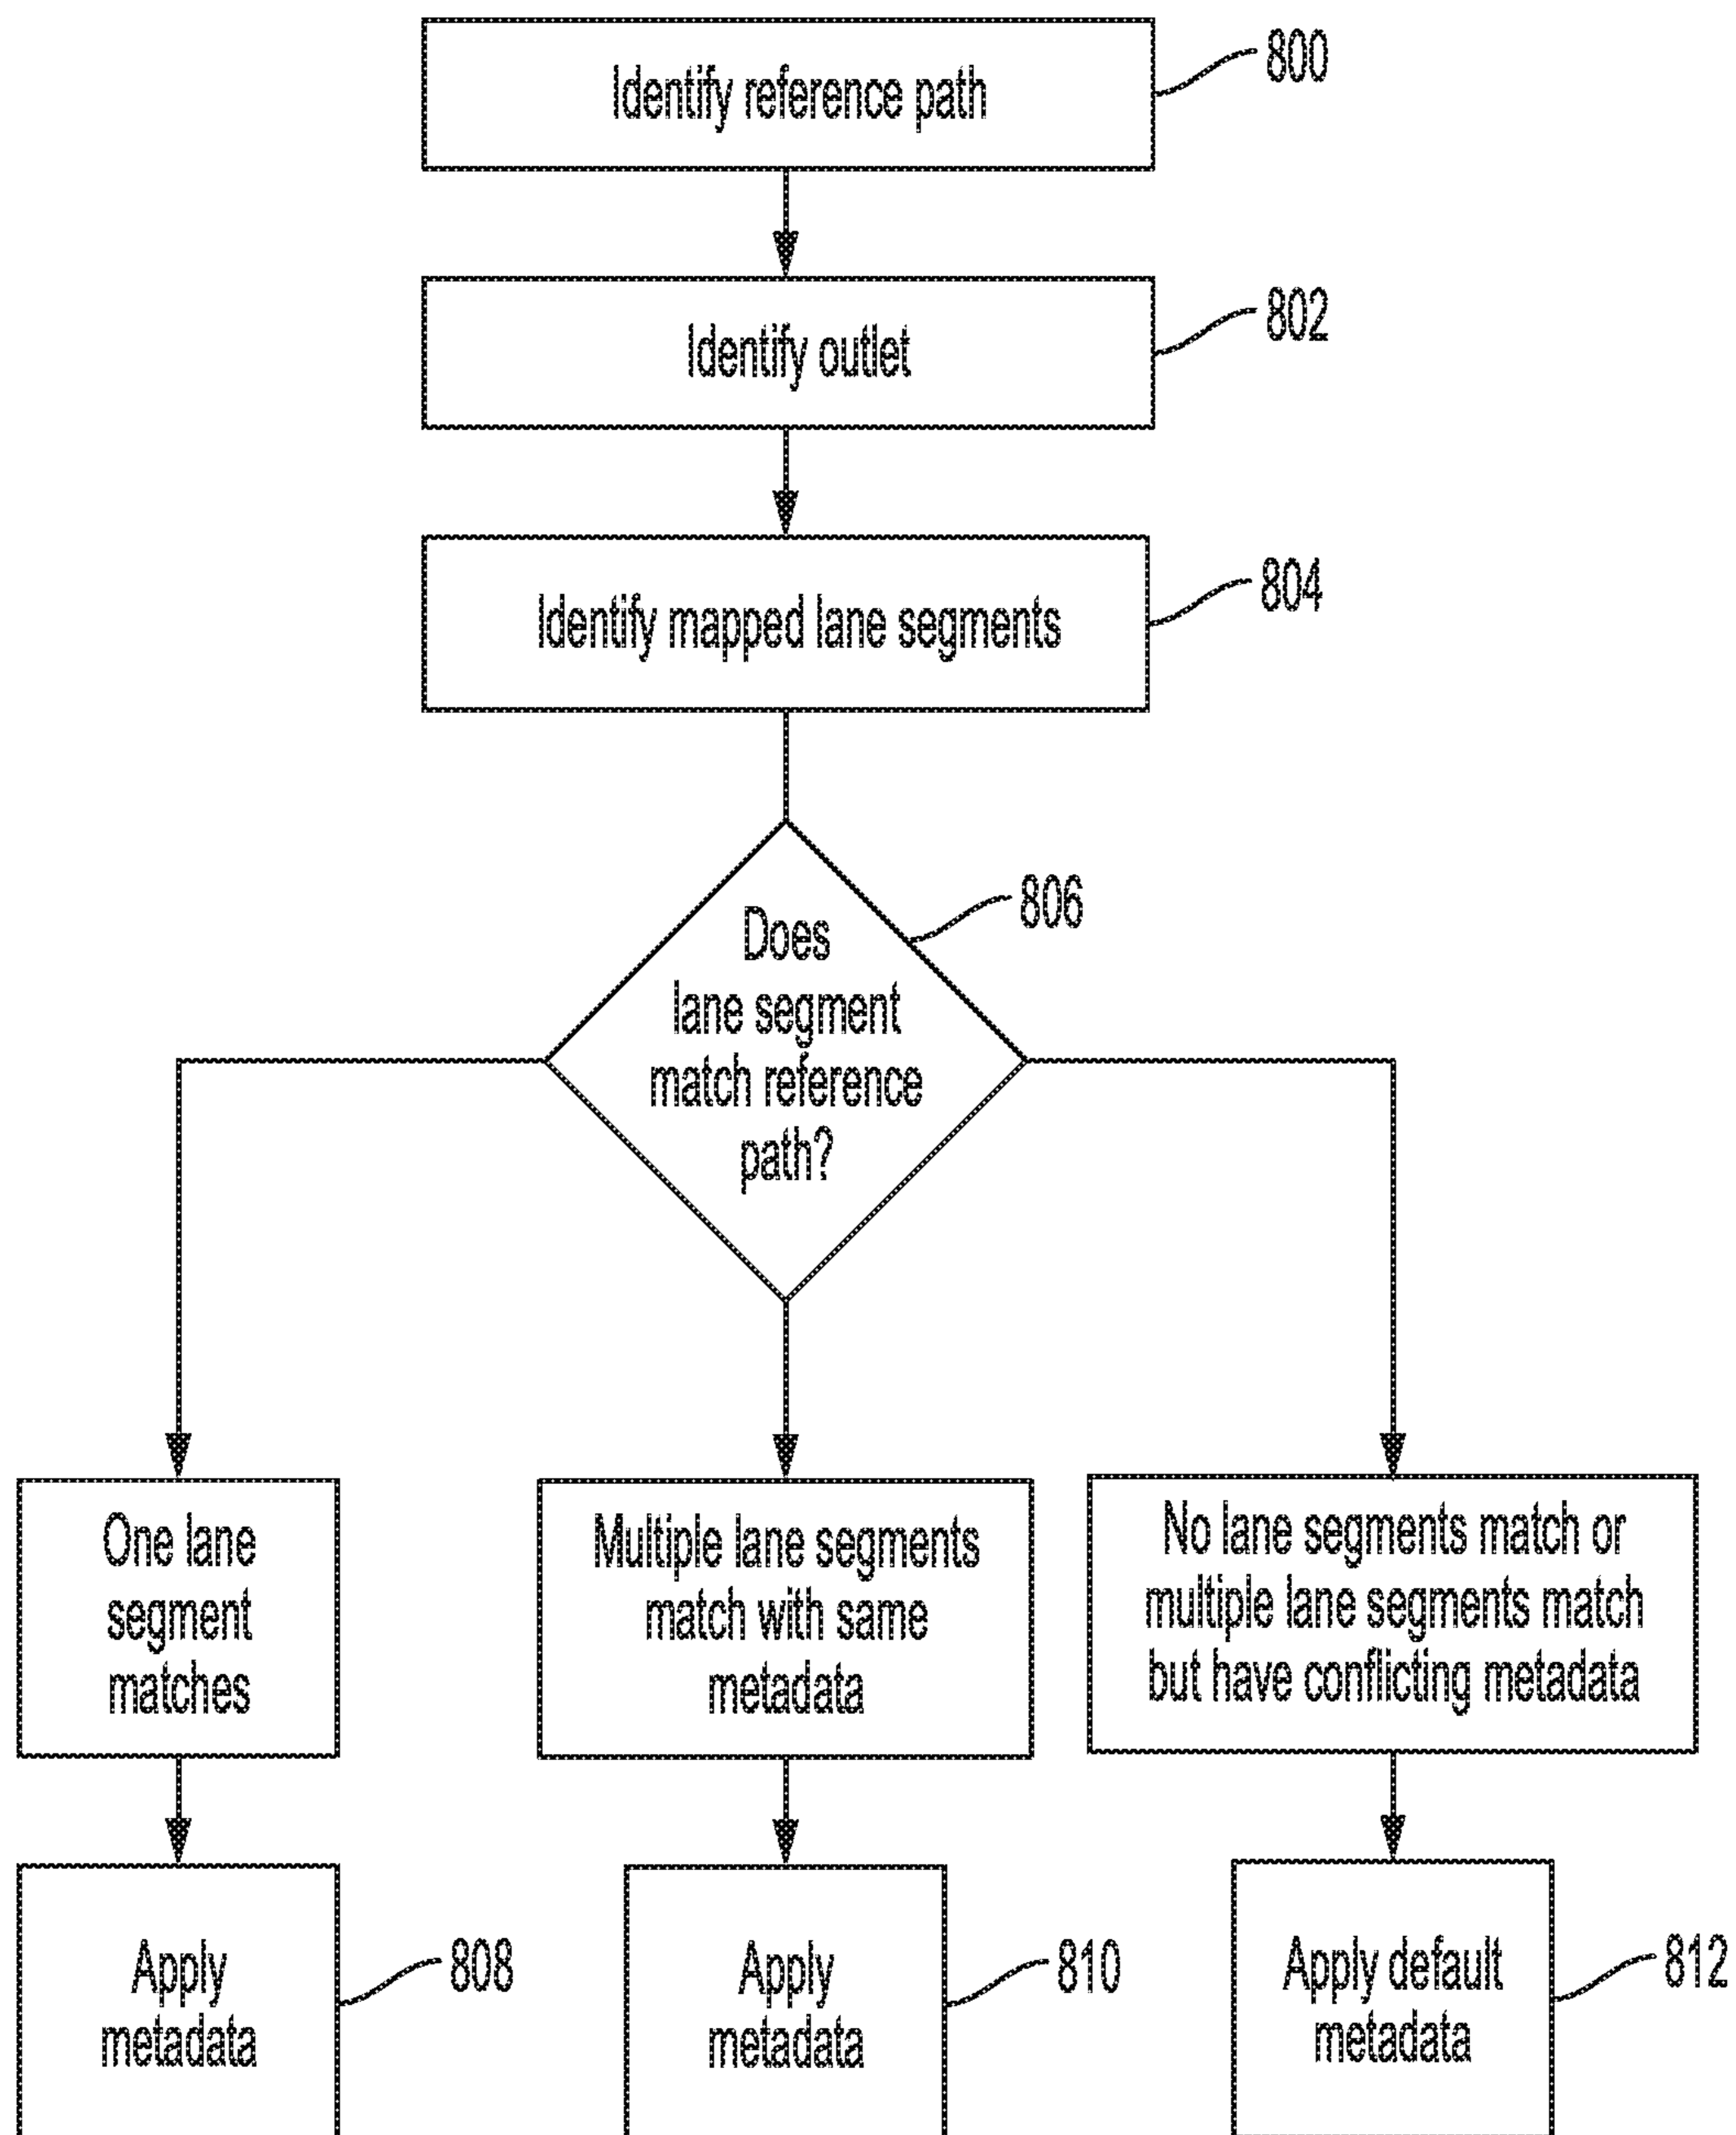 Identify reference path
800
Identify outlet
802
Identify mapped lane segments
804
Does
lane segment
match reference
path?
806
One lane
segment
matches
Multiple lane segments
match with same
metadata
No lane segments match or
multiple lane segments match
but have conflicting metadata
Apply
metadata
808
Apply
metadata
810
Apply default
metadata
812